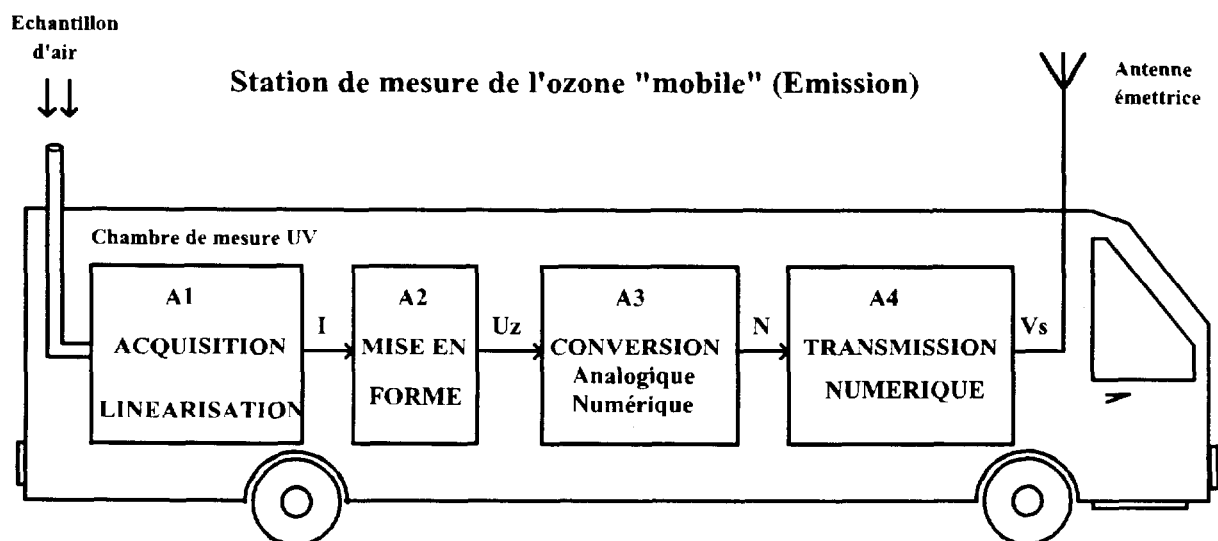 Echantillon
d'air
Station de mesure de l'ozone "mobile" (Emission)
Antenne
émettrice
Chambre de mesure UV
A1
ACQUISITION
LINEARISATION
I
A2
MISE EN
FORME
Uz
A3
CONVERSION
Analogique
Numérique
N
A4
TRANSMISSION
NUMERIQUE
Vs